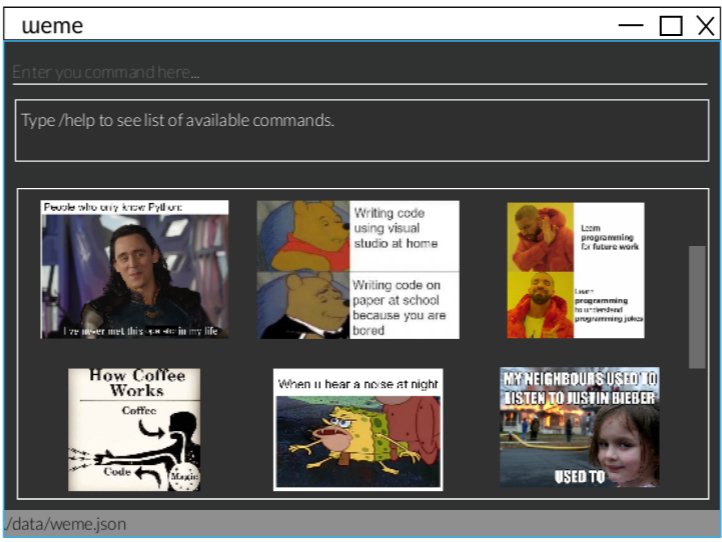 weme
Enter you command here...
Type /help to see list of available commands.
People who only know Python:
I've never met this operator in my life
Writing code
using visual
studio at home
Writing code on
paper at school
because you are
bored
Learn
programming
for future work
Learn
programming
to understand
programming jokes
How Coffee
Works
Coffee
Code
Magic
When u hear a noise at night
MY NEIGHBOURS USED TO
LISTEN TO JUSTIN BIEBER
USED TO
./data/weme.json